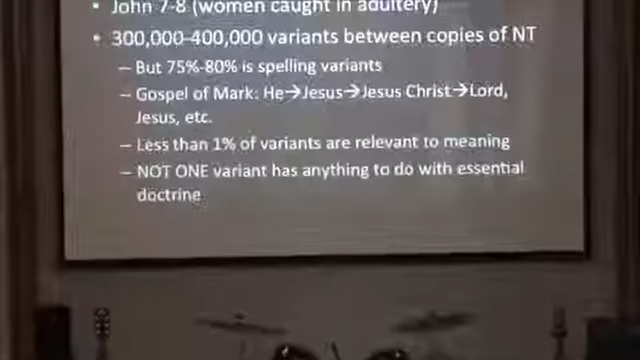 • John 7-8 (women caught in adultery)
• 300,000-400,000 variants between copies of NT
– But 75%-80% is spelling variants
– Gospel of Mark: He→Jesus→Jesus Christ→Lord,
Jesus, etc.
– Less than 1% of variants are relevant to meaning
– NOT ONE variant has anything to do with essential
doctrine